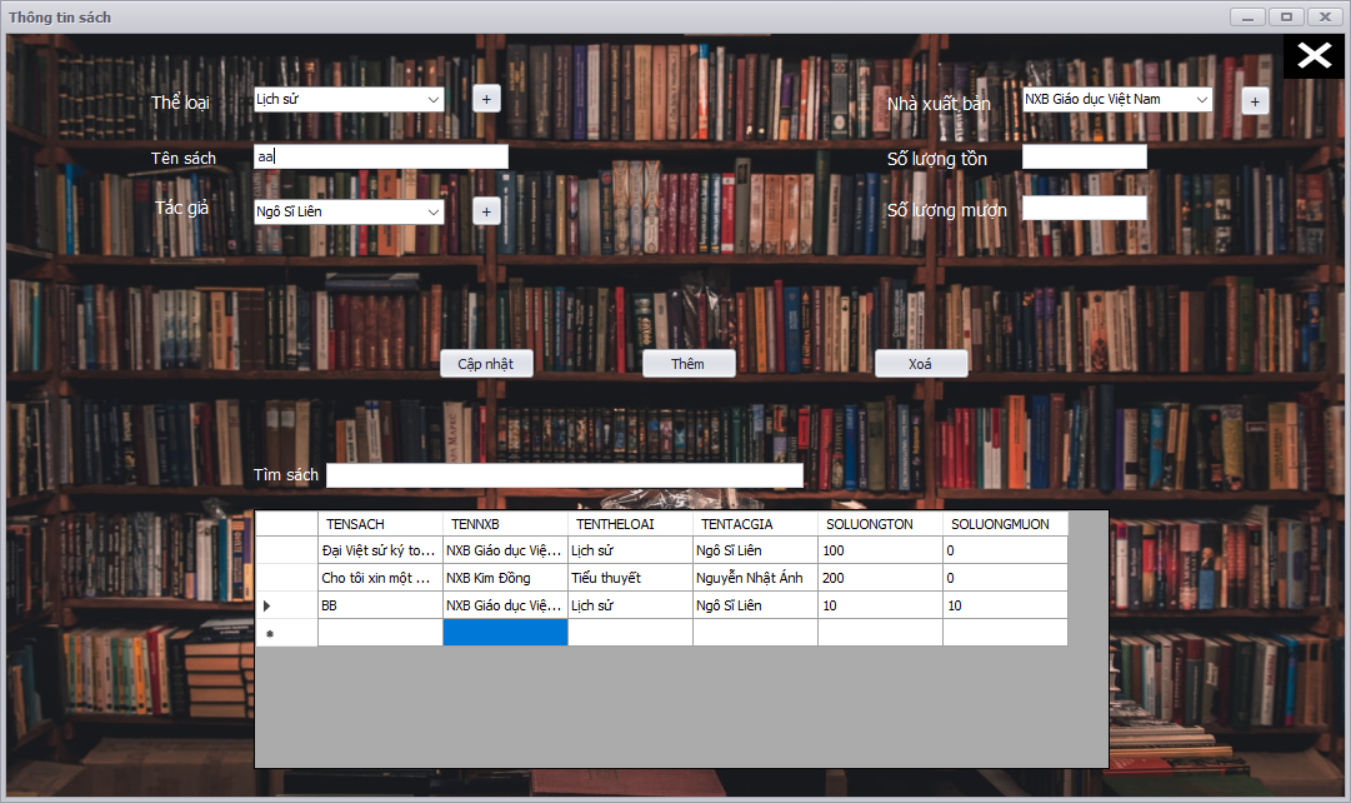 Thông tin sách
Thể loại Lịch sử + Nhà xuất bản NXB Giáo dục Việt Nam +
Tên sách aa Số lượng tồn
Tác giả Ngô Sĩ Liên + Số lượng mượn
Cập nhật Thêm Xoá
Tìm sách
TENSACH TENNXB TENTHELOAI TENTACGIA SOLUONGTON SOLUONGMUON
Đại Việt sử ký to... NXB Giáo dục Việ... Lịch sử Ngô Sĩ Liên 100 0
Cho tôi xin một ... NXB Kim Đồng Tiểu thuyết Nguyễn Nhật Ánh 200 0
BB NXB Giáo dục Việ... Lịch sử Ngô Sĩ Liên 10 10